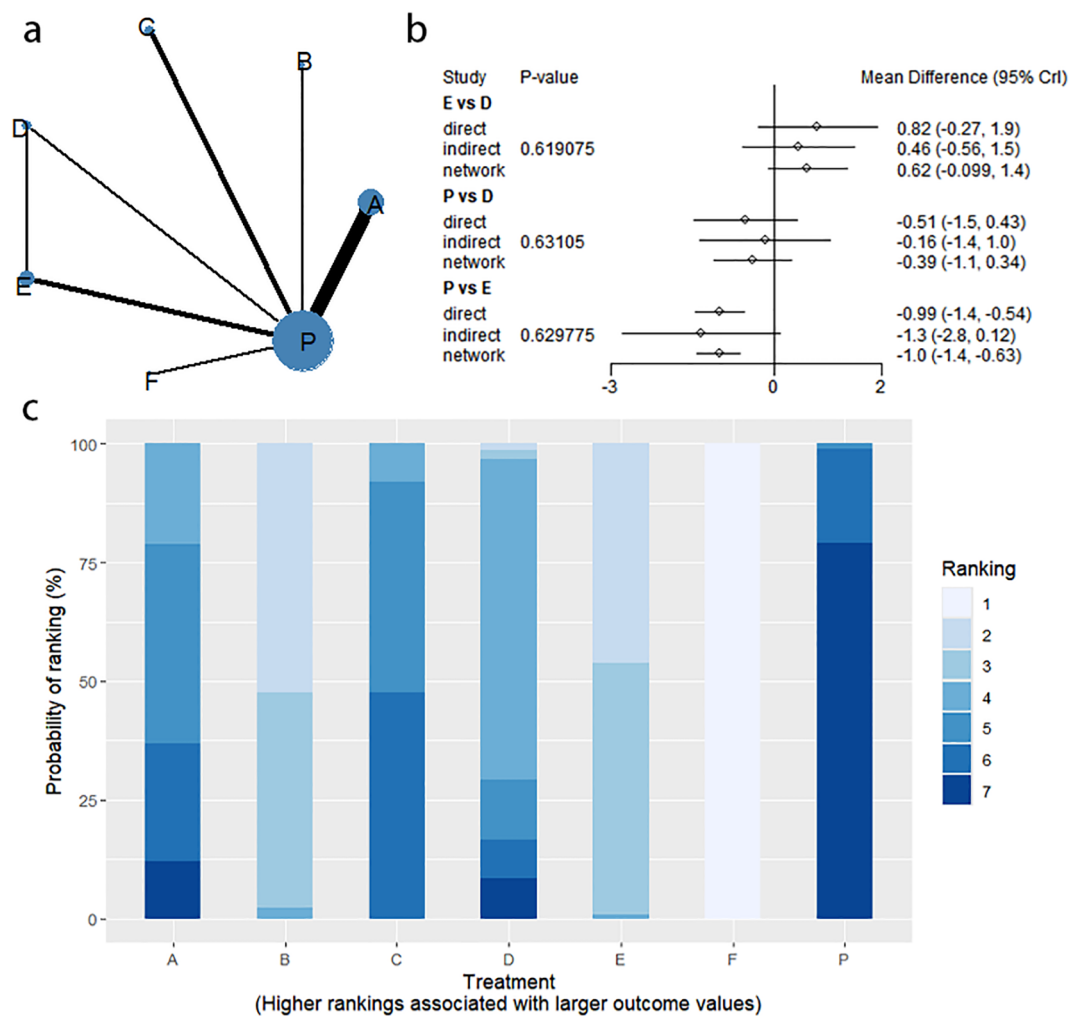 a
C
B
D
A
E
P
F
b
Study P-value Mean Difference (95% CrI)
E vs D
direct 0.82 (-0.27, 1.9)
indirect 0.619075 0.46 (-0.56, 1.5)
network 0.62 (-0.099, 1.4)
P vs D
direct -0.51 (-1.5, 0.43)
indirect 0.63105 -0.16 (-1.4, 1.0)
network -0.39 (-1.1, 0.34)
P vs E
direct -0.99 (-1.4, -0.54)
indirect 0.629775 -1.3 (-2.8, 0.12)
network -1.0 (-1.4, -0.63)
-3 0 2
c
Probability of ranking (%)
100
75
50
25
0
A B C D E F P
Treatment
(Higher rankings associated with larger outcome values)
Ranking
1
2
3
4
5
6
7